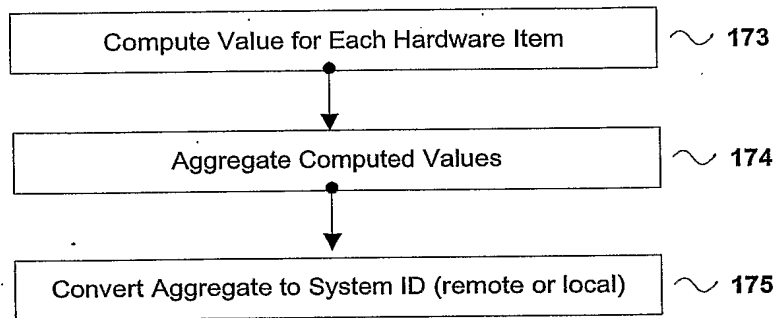 Compute Value for Each Hardware Item 173
Aggregate Computed Values 174
Convert Aggregate to System ID (remote or local) 175